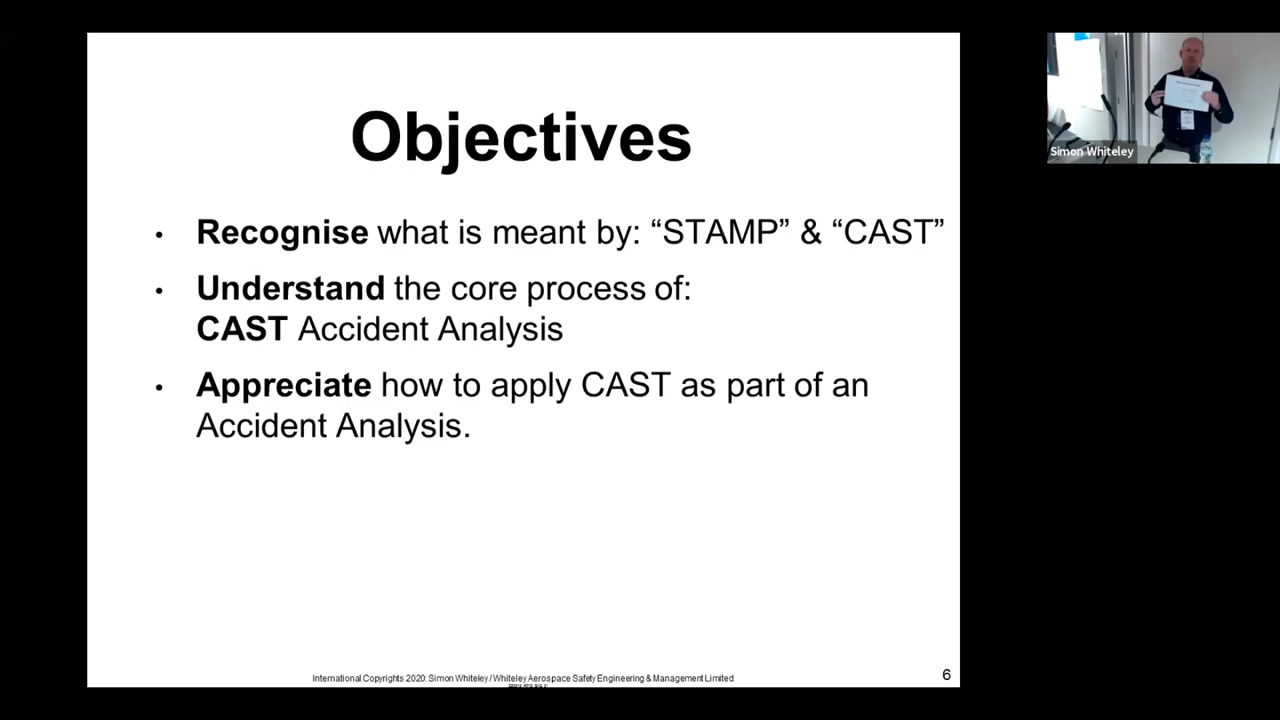 Objectives
• Recognise what is meant by: “STAMP” & “CAST”
• Understand the core process of:
CAST Accident Analysis
• Appreciate how to apply CAST as part of an
Accident Analysis.
International Copyrights 2020: Simon Whiteley / Whiteley Aerospace Safety Engineering & Management Limited
6
Simon Whiteley